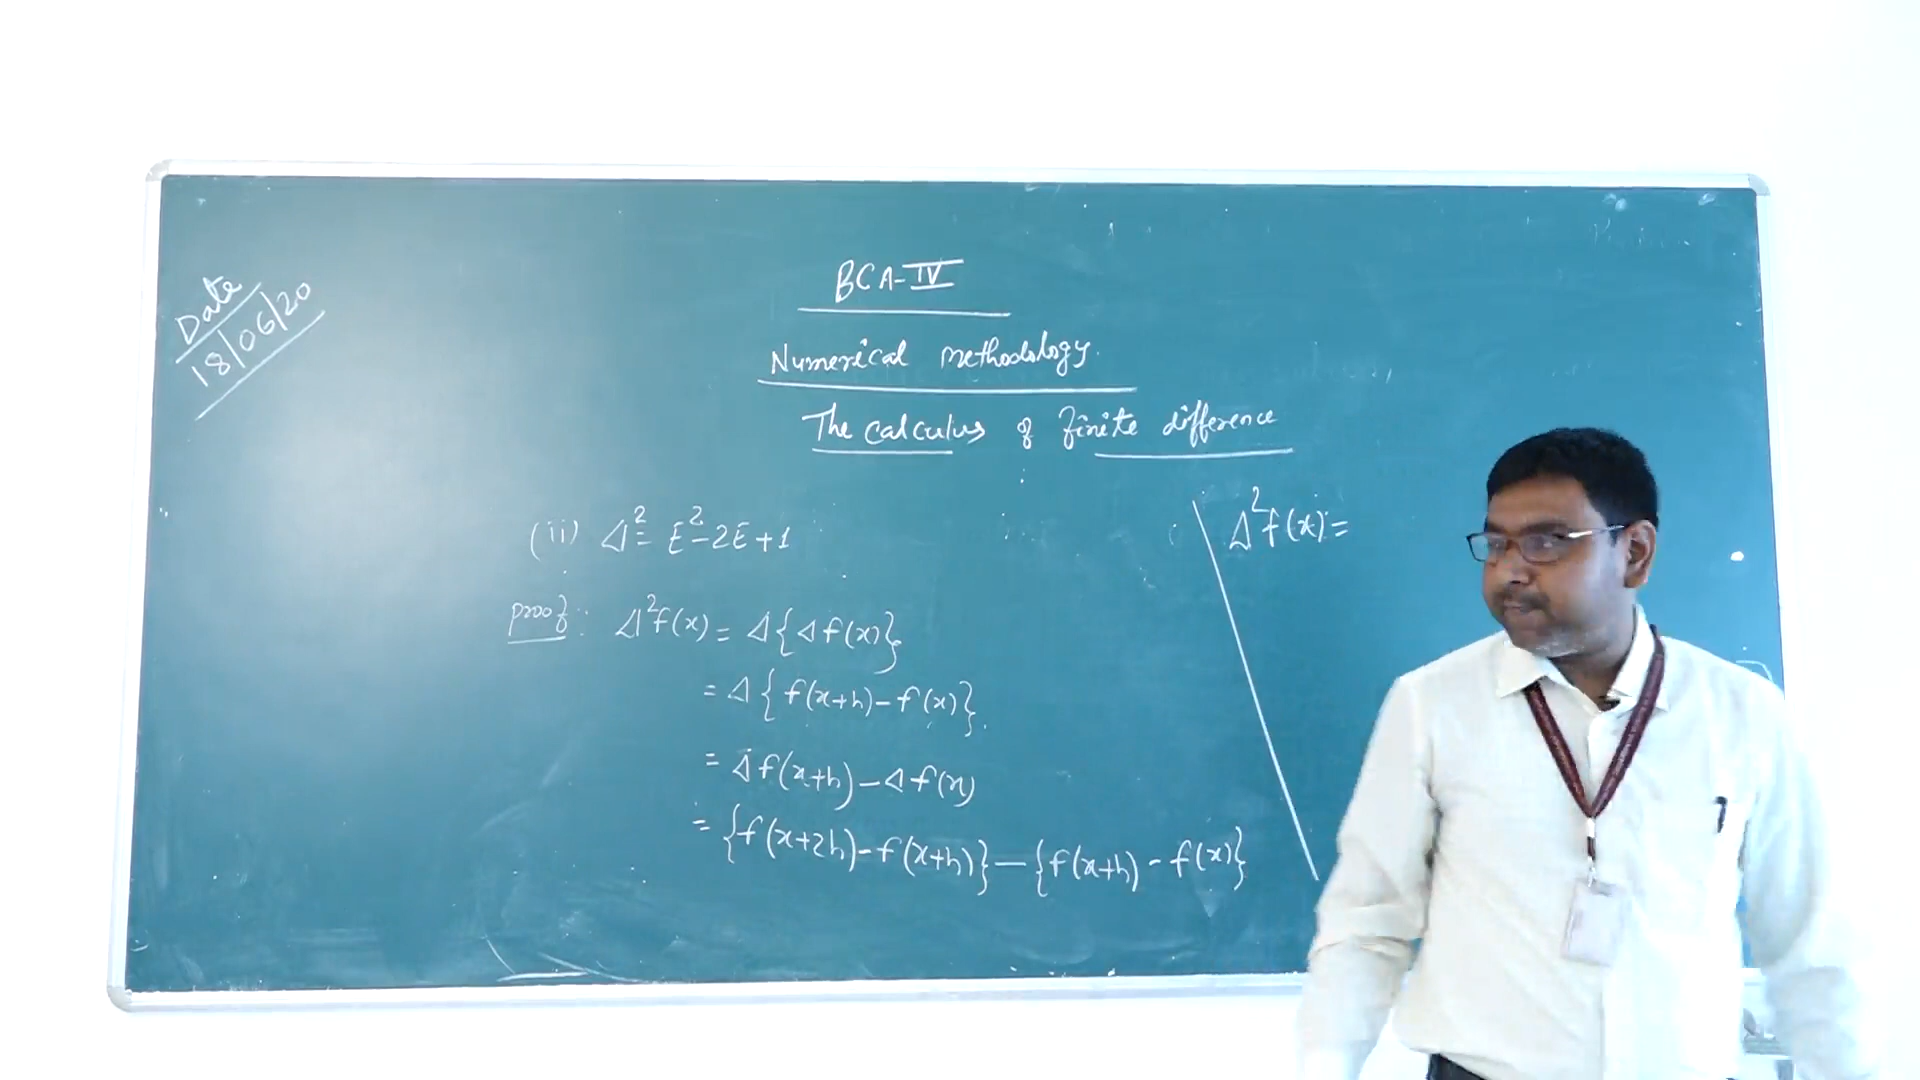 Date
18/06/20
BCA-IV
Numerical methodology.
The calculus of finite difference
(ii) Δ² = E²-2E+1
proof: Δ²f(x) = Δ{Δf(x)}
= Δ{f(x+h)-f(x)}.
= Δf(x+h)-Δf(x)
= {f(x+2h)-f(x+h)}-{f(x+h)-f(x)}
Δ²f(x) =